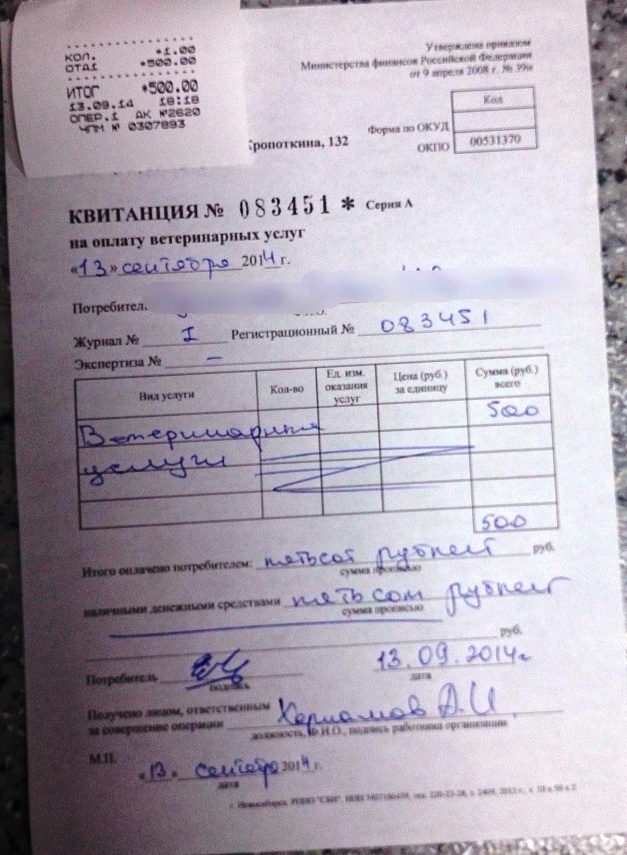 КОЛ. *1.00
ОТД1 *500.00
ИТОГ *500.00
13.09.14 18:18
ОПЕР.1 ДК №2620
ЧПМ № 0307893
Утверждена приказом
Министерства финансов Российской Федерации
от 9 апреля 2008 г. № 39н
Код
Форма по ОКУД
ропоткина, 132
ОКПО 00531370
КВИТАНЦИЯ № 083451 * Серия А
на оплату ветеринарных услуг
«13» сентября 2014 г.
Потребител
Журнал № I Регистрационный № 083451
Экспертиза № –
Вид услуги Кол-во Ед. изм. оказания услуг Цена (руб.) за единицу Сумма (руб.) всего
500
Ветеринарные
услуги
500
Итого оплачено потребителем: пятьсот рублей руб.
сумма прописью
наличными денежными средствами пятьсот рублей
сумма прописью
руб.
Потребитель 13.09.2014г
подпись дата
Получено лицом, ответственным
за совершение операции А.И
должность, Ф.И.О., подпись работника организации
М.П.
«13» сентября 2014 г.
дата
г. Новосибирск,